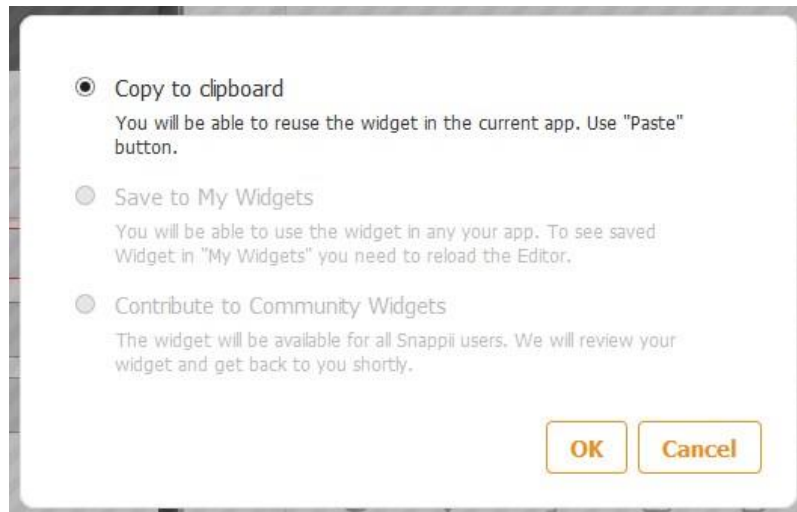 Copy to clipboard
You will be able to reuse the widget in the current app. Use "Paste"
button.
Save to My Widgets
You will be able to use the widget in any your app. To see saved
Widget in "My Widgets" you need to reload the Editor.
Contribute to Community Widgets
The widget will be available for all Snappii users. We will review your
widget and get back to you shortly.
OK
Cancel